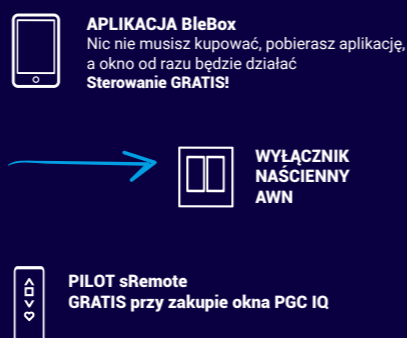 APLIKACJA BleBox
Nic nie musisz kupować, pobierasz aplikację,
a okno od razu będzie działać
Sterowanie GRATIS!
WYŁĄCZNIK
NAŚCIENNY
AWN
PILOT sRemote
GRATIS przy zakupie okna PGC IQ